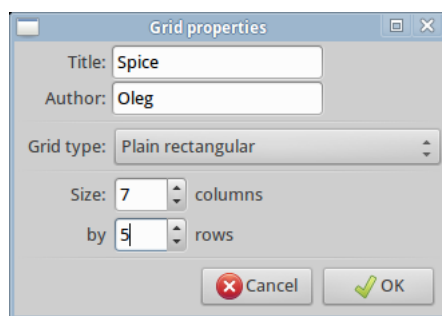 Grid properties
Title: Spice
Author: Oleg
Grid type: Plain rectangular
Size: 7 columns
by 5 rows
Cancel OK